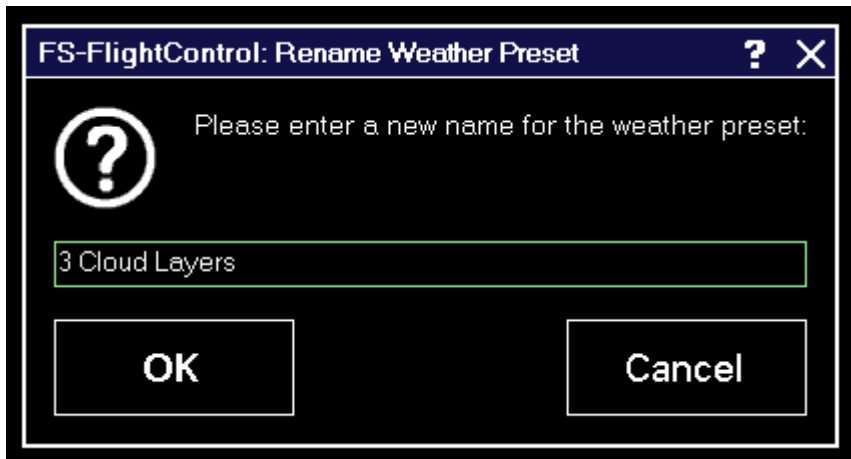 FS-FlightControl: Rename Weather Preset ? X
?
Please enter a new name for the weather preset:
3 Cloud Layers
OK Cancel